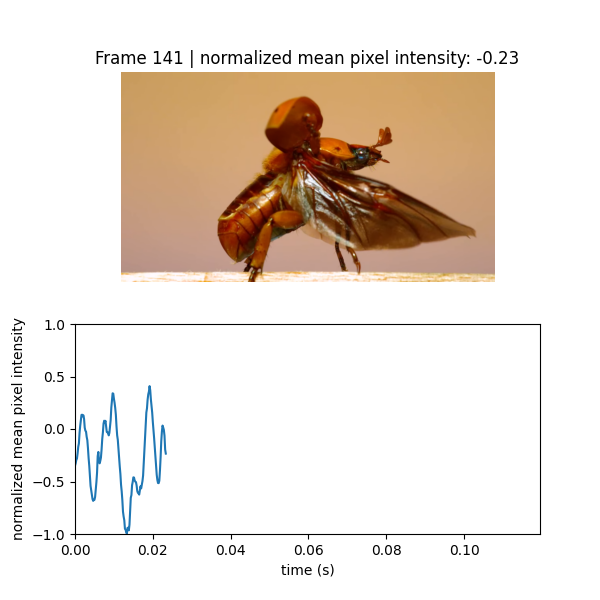 Frame 141 | normalized mean pixel intensity: -0.23
1.0
0.5
0.0
−0.5
−1.0
normalized mean pixel intensity
0.00 0.02 0.04 0.06 0.08 0.10
time (s)